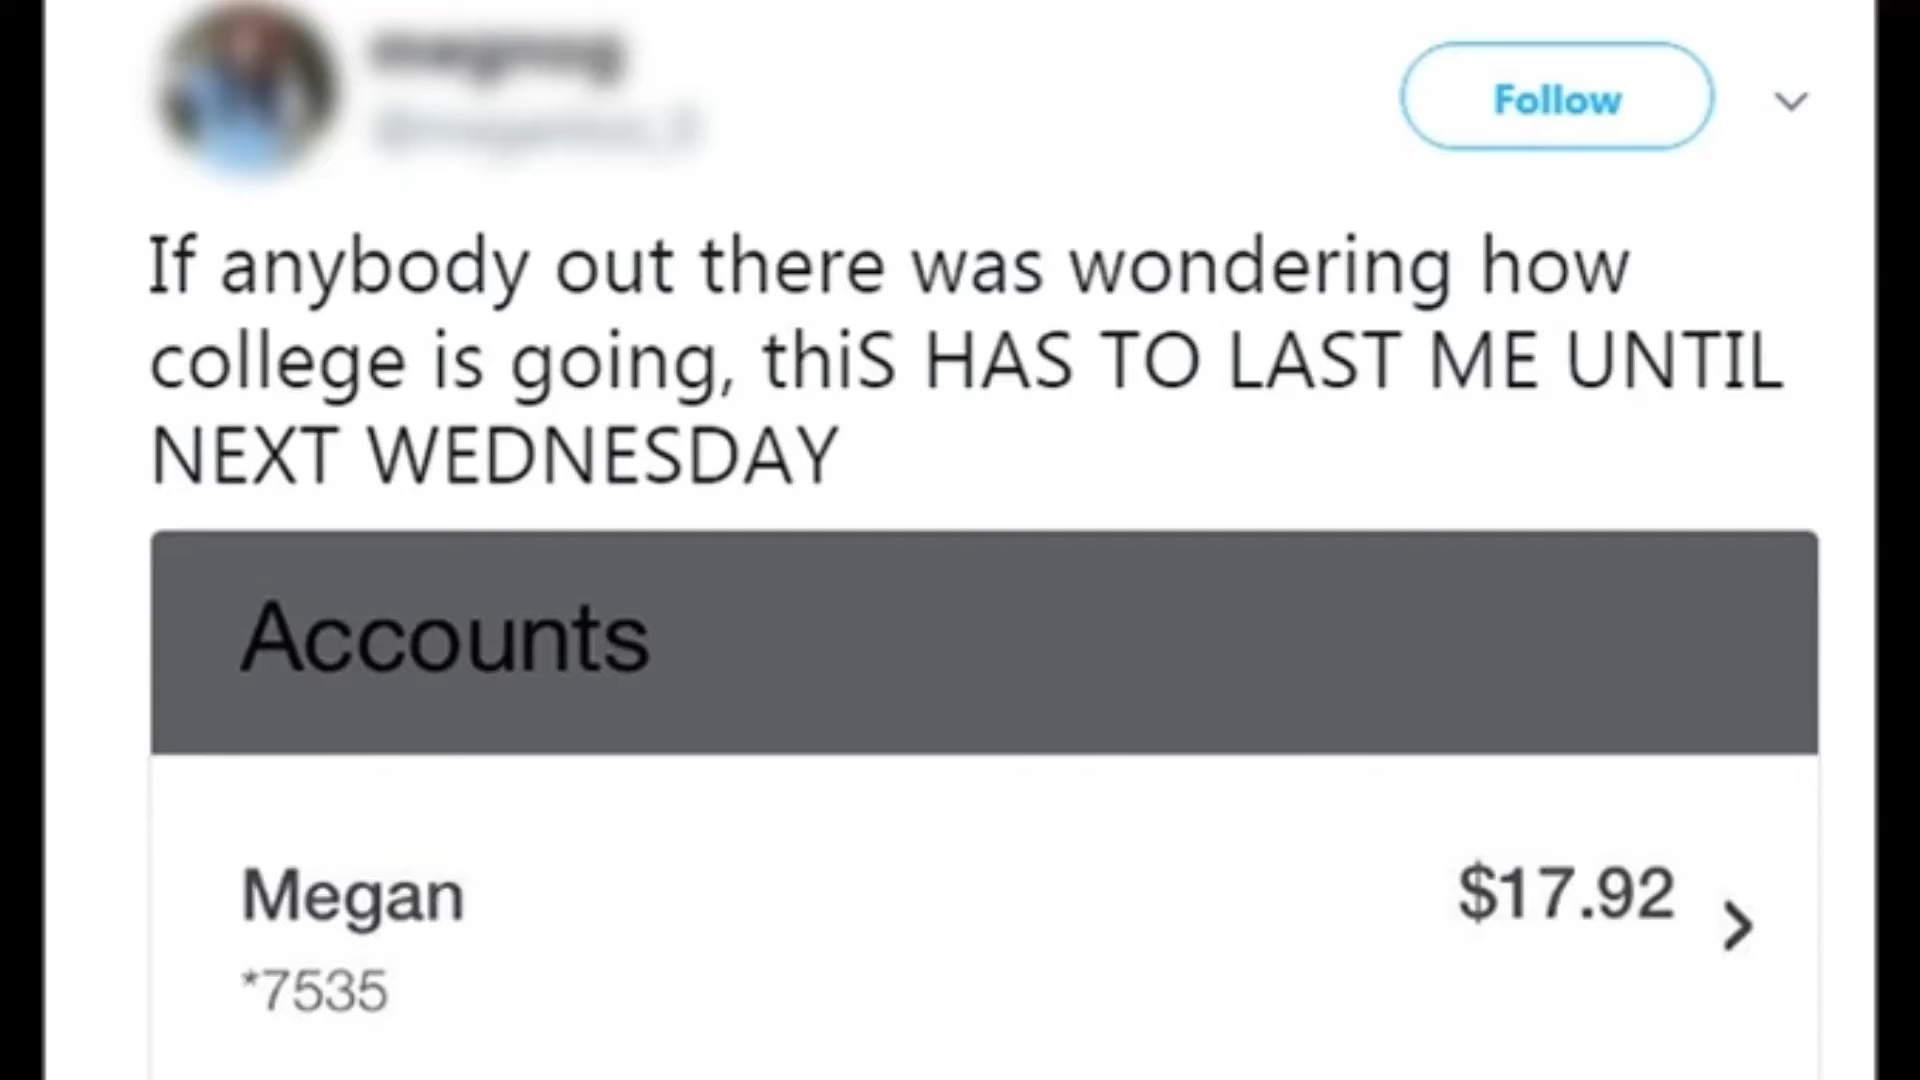 Follow
If anybody out there was wondering how
college is going, thiS HAS TO LAST ME UNTIL
NEXT WEDNESDAY
Accounts
Megan
$17.92
*7535